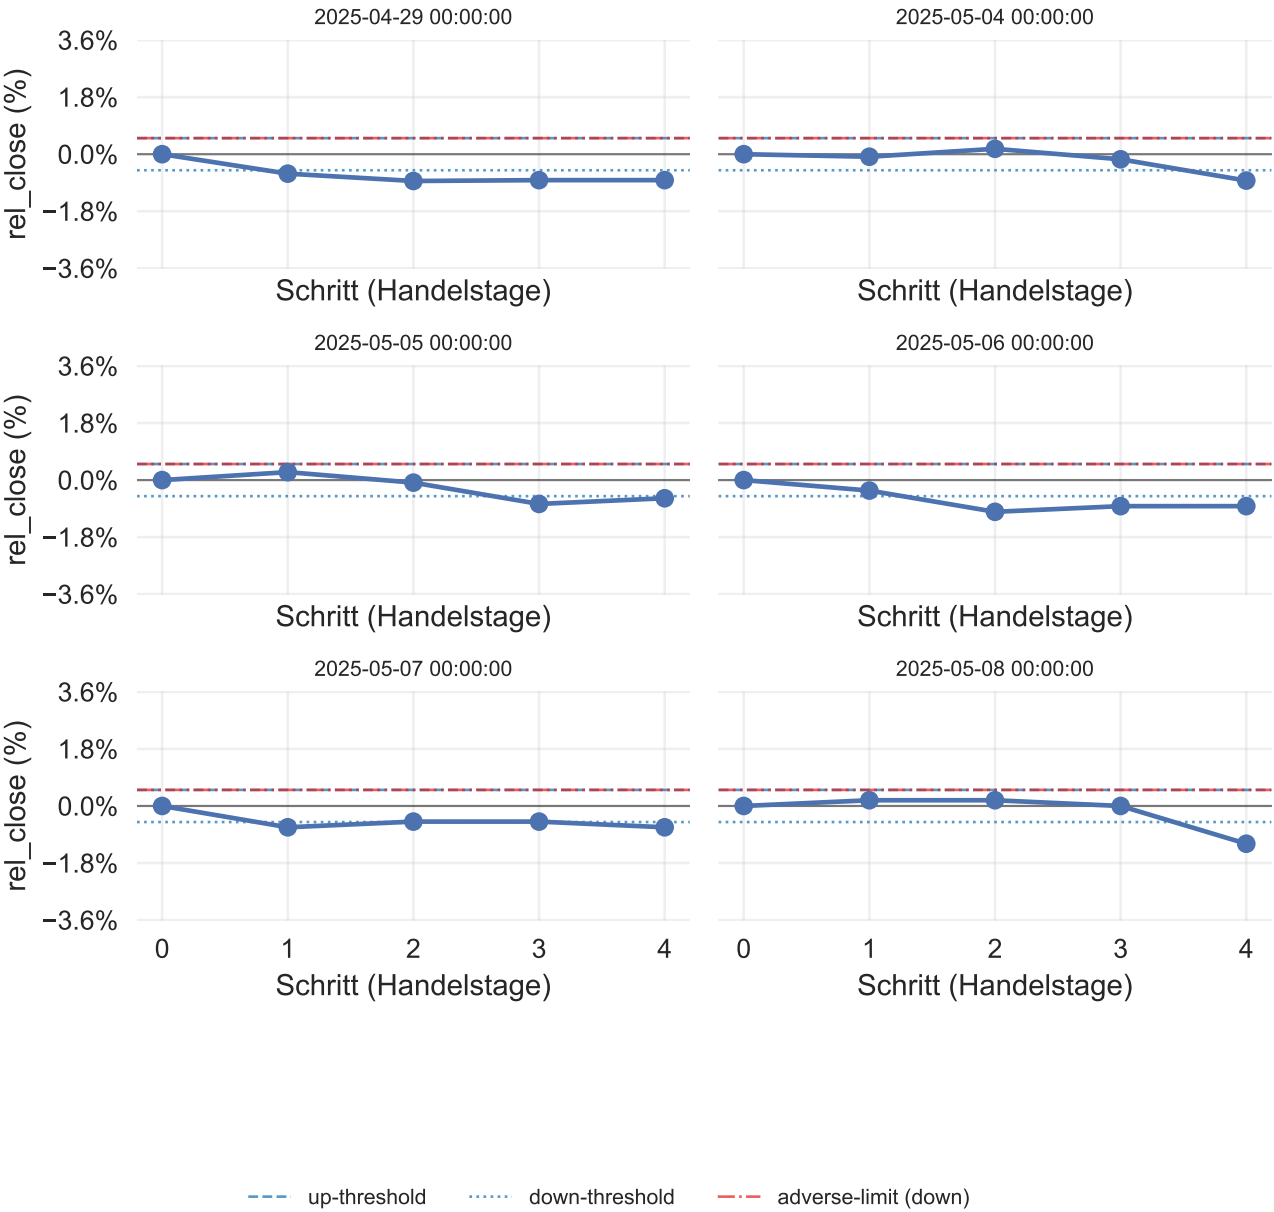 2025-04-29 00:00:00
3.6%
1.8%
0.0%
−1.8%
−3.6%
rel_close (%)
Schritt (Handelstage)
2025-05-04 00:00:00
Schritt (Handelstage)
2025-05-05 00:00:00
3.6%
1.8%
0.0%
−1.8%
−3.6%
rel_close (%)
Schritt (Handelstage)
2025-05-06 00:00:00
Schritt (Handelstage)
2025-05-07 00:00:00
3.6%
1.8%
0.0%
−1.8%
−3.6%
rel_close (%)
0 1 2 3 4
Schritt (Handelstage)
2025-05-08 00:00:00
0 1 2 3 4
Schritt (Handelstage)
up-threshold down-threshold adverse-limit (down)